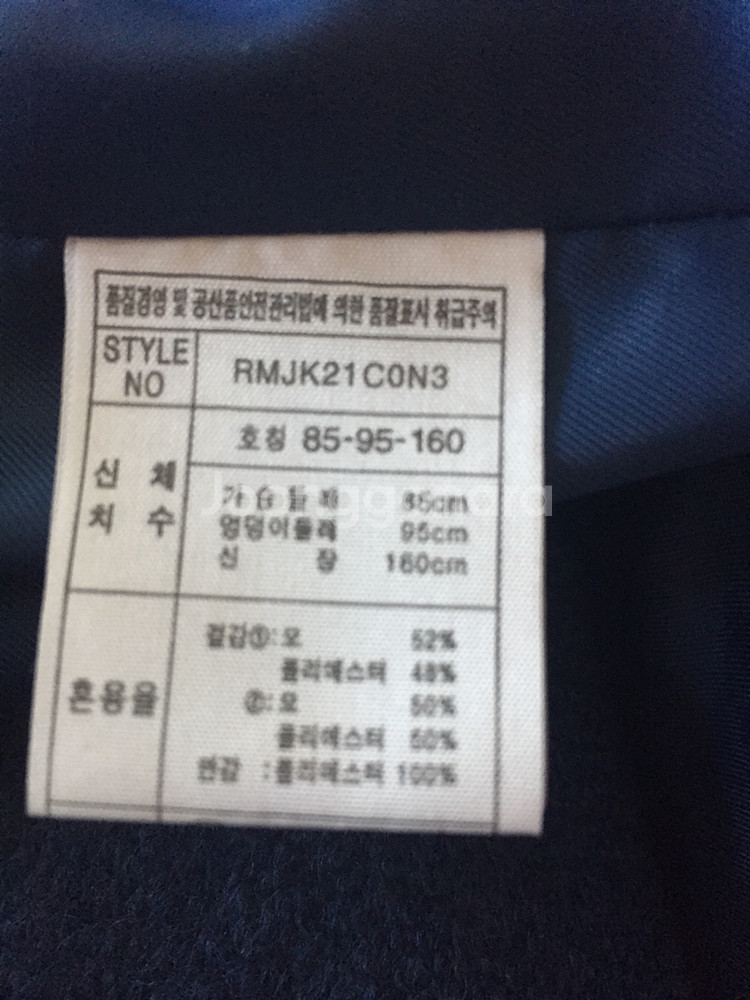 품질경영 및 공산품안전관리법에 의한 품질표시 취급주의
STYLE NO RMJK21C0N3
호칭 85-95-160
신체
치수
가슴둘레 85cm
엉덩이둘레 95cm
신 장 160cm
혼용율
겉감①:모 52%
폴리에스터 48%
②:모 50%
폴리에스터 50%
안감 :폴리에스터 100%